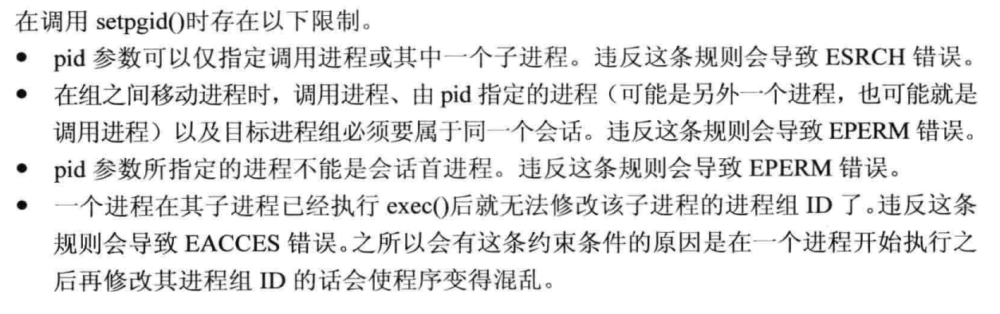 在调用 setpgid()时存在以下限制。
● pid 参数可以仅指定调用进程或其中一个子进程。违反这条规则会导致 ESRCH 错误。
● 在组之间移动进程时，调用进程、由 pid 指定的进程（可能是另外一个进程，也可能就是
调用进程）以及目标进程组必须要属于同一个会话。违反这条规则会导致 EPERM 错误。
● pid 参数所指定的进程不能是会话首进程。违反这条规则会导致 EPERM 错误。
● 一个进程在其子进程已经执行 exec()后就无法修改该子进程的进程组 ID 了。违反这条
规则会导致 EACCES 错误。之所以会有这条约束条件的原因是在一个进程开始执行之
后再修改其进程组 ID 的话会使程序变得混乱。